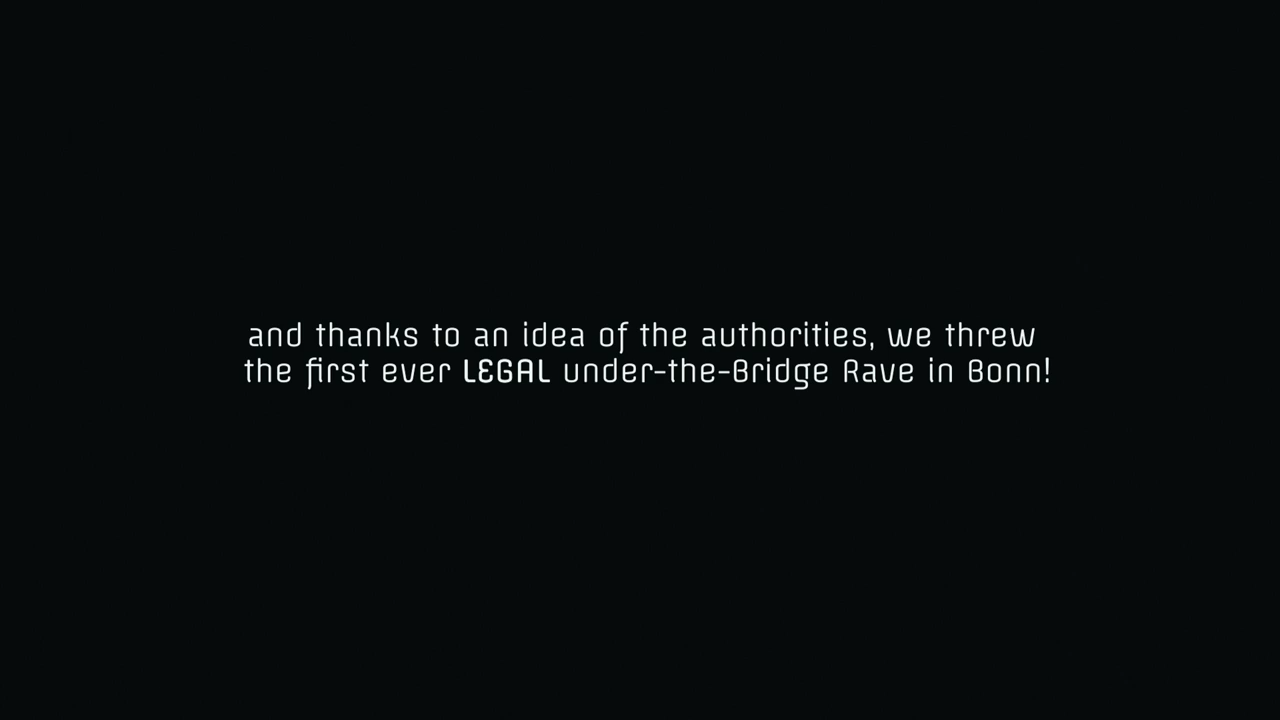 and thanks to an idea of the authorities, we threw
the first ever LEGAL under-the-Bridge Rave in Bonn!